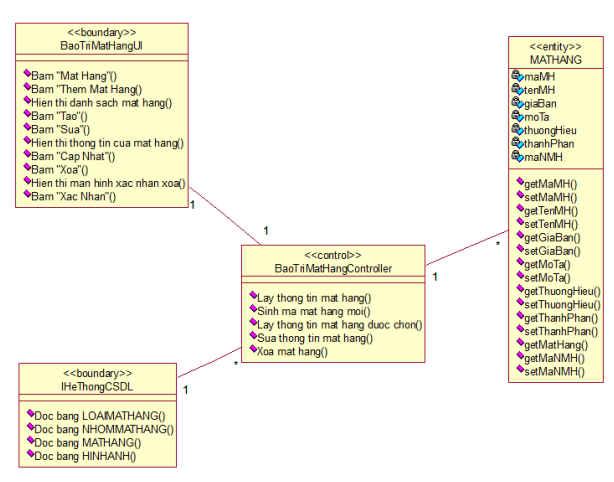 <<boundary>>
BaoTriMatHangUI
Bam "Mat Hang"()
Bam "Them Mat Hang()
Hien thi danh sach mat hang()
Bam "Tao"()
Bam "Sua"()
Hien thi thong tin cua mat hang()
Bam "Cap Nhat"()
Bam "Xoa"()
Hien thi man hinh xac nhan xoa()
Bam "Xac Nhan"()
1
1
<<control>>
BaoTriMatHangController
Lay thong tin mat hang()
Sinh ma mat hang moi()
Lay thong tin mat hang duoc chon()
Sua thong tin mat hang()
Xoa mat hang()
1
*
<<entity>>
MATHANG
maMH
tenMH
giaBan
moTa
thuongHieu
thanhPhan
maNMH
getMaMH()
setMaMH()
getTenMH()
setTenMH()
getGiaBan()
setGiaBan()
getMoTa()
setMoTa()
getThuongHieu()
setThuongHieu()
getThanhPhan()
setThanhPhan()
getMatHang()
getMaNMH()
setMaNMH()
*
1
<<boundary>>
IHeThongCSDL
Doc bang LOAIMATHANG()
Doc bang NHOMMATHANG()
Doc bang MATHANG()
Doc bang HINHANH()